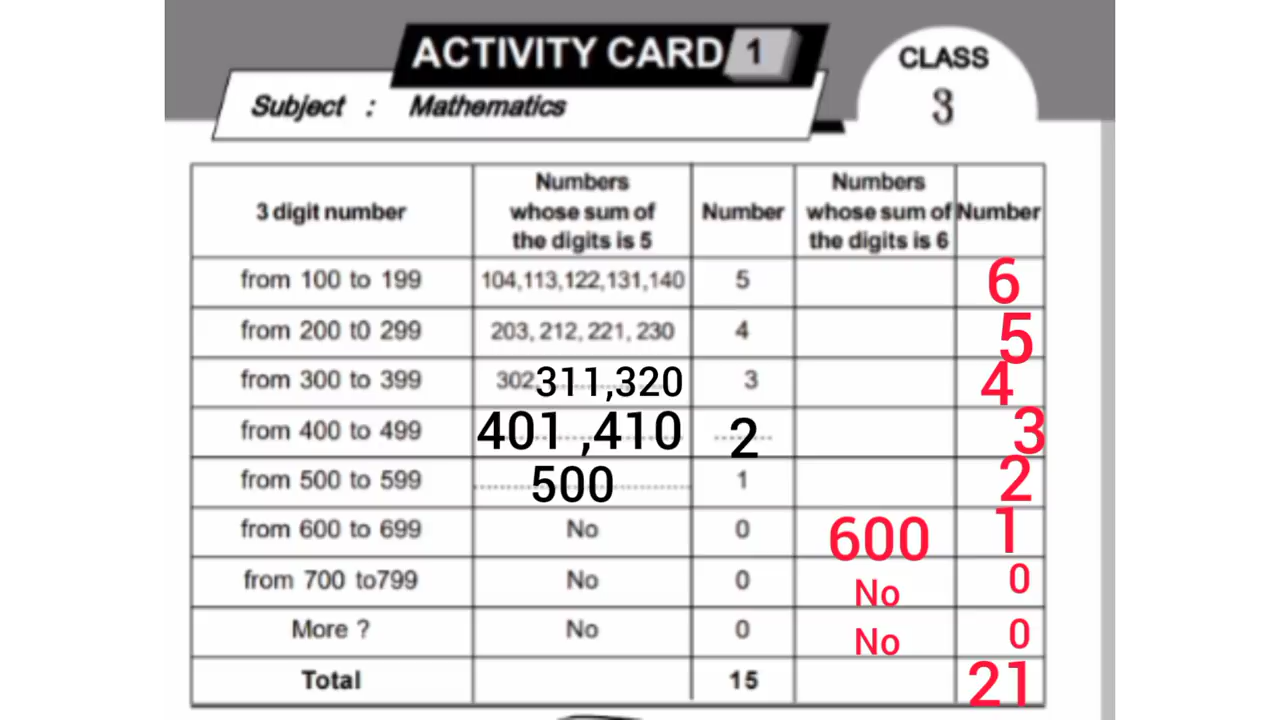 ACTIVITY CARD 1
CLASS
3
Subject : Mathematics
3 digit number
Numbers
whose sum of
the digits is 5
Number
Numbers
whose sum of
the digits is 6
Number
from 100 to 199 104,113,122,131,140 5 6
from 200 t0 299 203, 212, 221, 230 4 5
from 300 to 399 302,311,320 3 4
from 400 to 499 401 ,410 2 3
from 500 to 599 500 1 2
from 600 to 699 No 0 600 1
from 700 to799 No 0 No 0
More ? No 0 No 0
Total 15 21